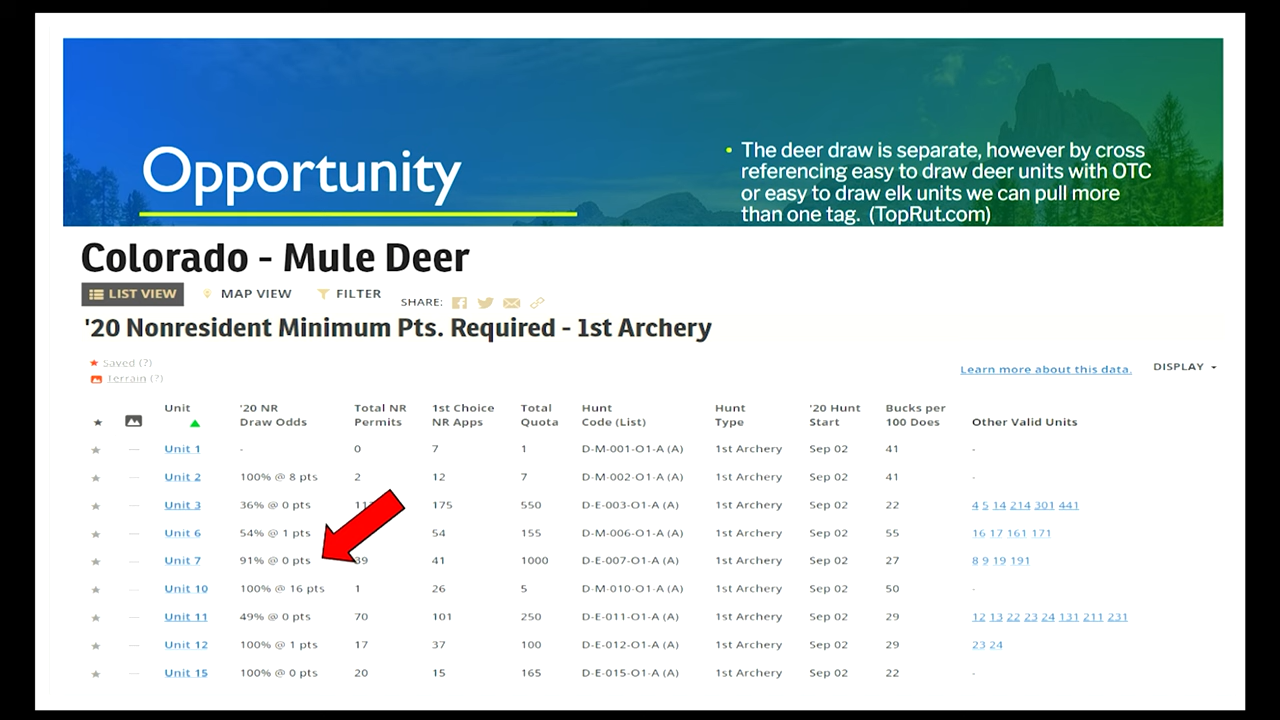 Opportunity
• The deer draw is separate, however by cross
referencing easy to draw deer units with OTC
or easy to draw elk units we can pull more
than one tag. (TopRut.com)
Colorado - Mule Deer
LIST VIEW MAP VIEW FILTER SHARE:
'20 Nonresident Minimum Pts. Required - 1st Archery
Saved (?)
Terrain (?)
Learn more about this data. DISPLAY
Unit '20 NR Total NR 1st Choice Total Hunt Hunt '20 Hunt Bucks per
Draw Odds Permits NR Apps Quota Code (List) Type Start 100 Does Other Valid Units
Unit 1 - 0 7 1 D-M-001-O1-A (A) 1st Archery Sep 02 41 -
Unit 2 100% @ 8 pts 2 12 7 D-M-002-O1-A (A) 1st Archery Sep 02 41 -
Unit 3 36% @ 0 pts 175 550 D-E-003-O1-A (A) 1st Archery Sep 02 22 4 5 14 214 301 441
Unit 6 54% @ 1 pts 54 155 D-M-006-O1-A (A) 1st Archery Sep 02 55 16 17 161 171
Unit 7 91% @ 0 pts 39 41 1000 D-E-007-O1-A (A) 1st Archery Sep 02 27 8 9 19 191
Unit 10 100% @ 16 pts 1 26 5 D-M-010-O1-A (A) 1st Archery Sep 02 50 -
Unit 11 49% @ 0 pts 70 101 250 D-E-011-O1-A (A) 1st Archery Sep 02 29 12 13 22 23 24 131 211 231
Unit 12 100% @ 1 pts 17 37 100 D-E-012-O1-A (A) 1st Archery Sep 02 29 23 24
Unit 15 100% @ 0 pts 20 15 165 D-E-015-O1-A (A) 1st Archery Sep 02 22 -